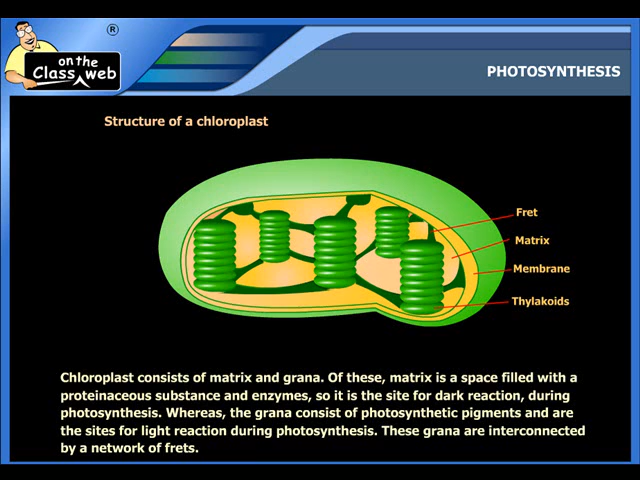 ®
on the
Class web
PHOTOSYNTHESIS
Structure of a chloroplast
Fret
Matrix
Membrane
Thylakoids
Chloroplast consists of matrix and grana. Of these, matrix is a space filled with a
proteinaceous substance and enzymes, so it is the site for dark reaction, during
photosynthesis. Whereas, the grana consist of photosynthetic pigments and are
the sites for light reaction during photosynthesis. These grana are interconnected
by a network of frets.